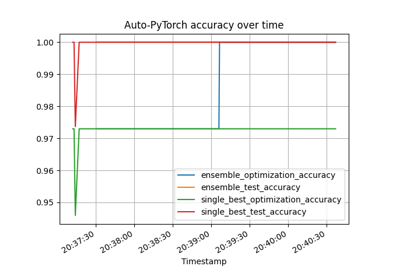 Auto-PyTorch accuracy over time
1.00
0.99
0.98
0.97
0.96
0.95
ensemble_optimization_accuracy
ensemble_test_accuracy
single_best_optimization_accuracy
single_best_test_accuracy
20:37:30
20:38:00
20:38:30
20:39:00
20:39:30
20:40:00
20:40:30
Timestamp